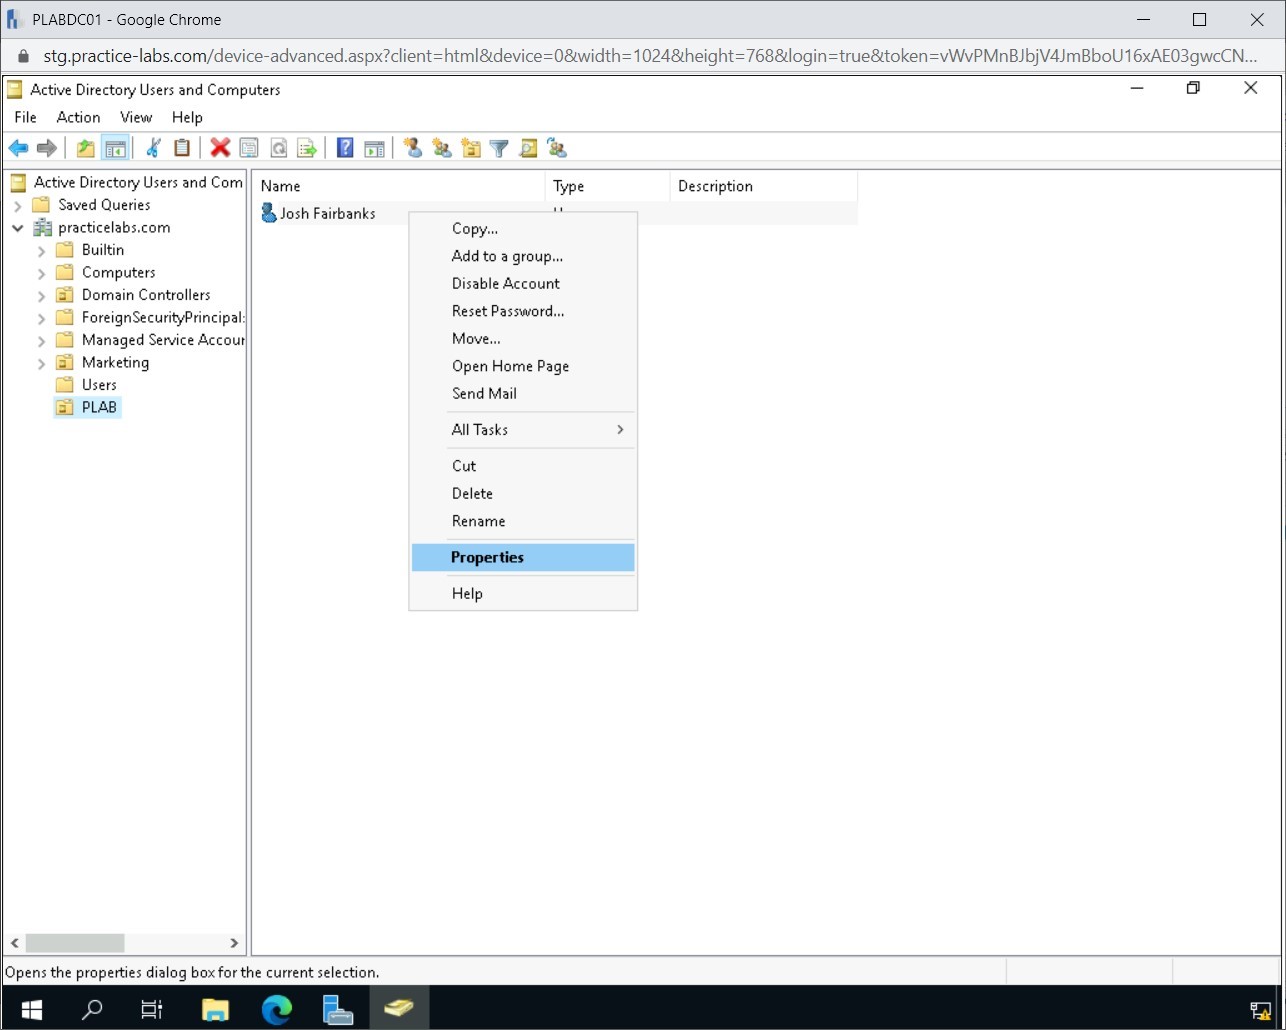 PLABDC01 - Google Chrome
stg.practice-labs.com/device-advanced.aspx?client=html&device=0&width=1024&height=768&login=true&token=vWvPMnBJbjV4JmBboU16xAE03gwcCN...
Active Directory Users and Computers
File Action View Help
Active Directory Users and Com
Saved Queries
practicelabs.com
Builtin
Computers
Domain Controllers
ForeignSecurityPrincipal:
Managed Service Accour
Marketing
Users
PLAB
Name Type Description
Josh Fairbanks
Copy...
Add to a group...
Disable Account
Reset Password...
Move...
Open Home Page
Send Mail
All Tasks
Cut
Delete
Rename
Properties
Help
Opens the properties dialog box for the current selection.